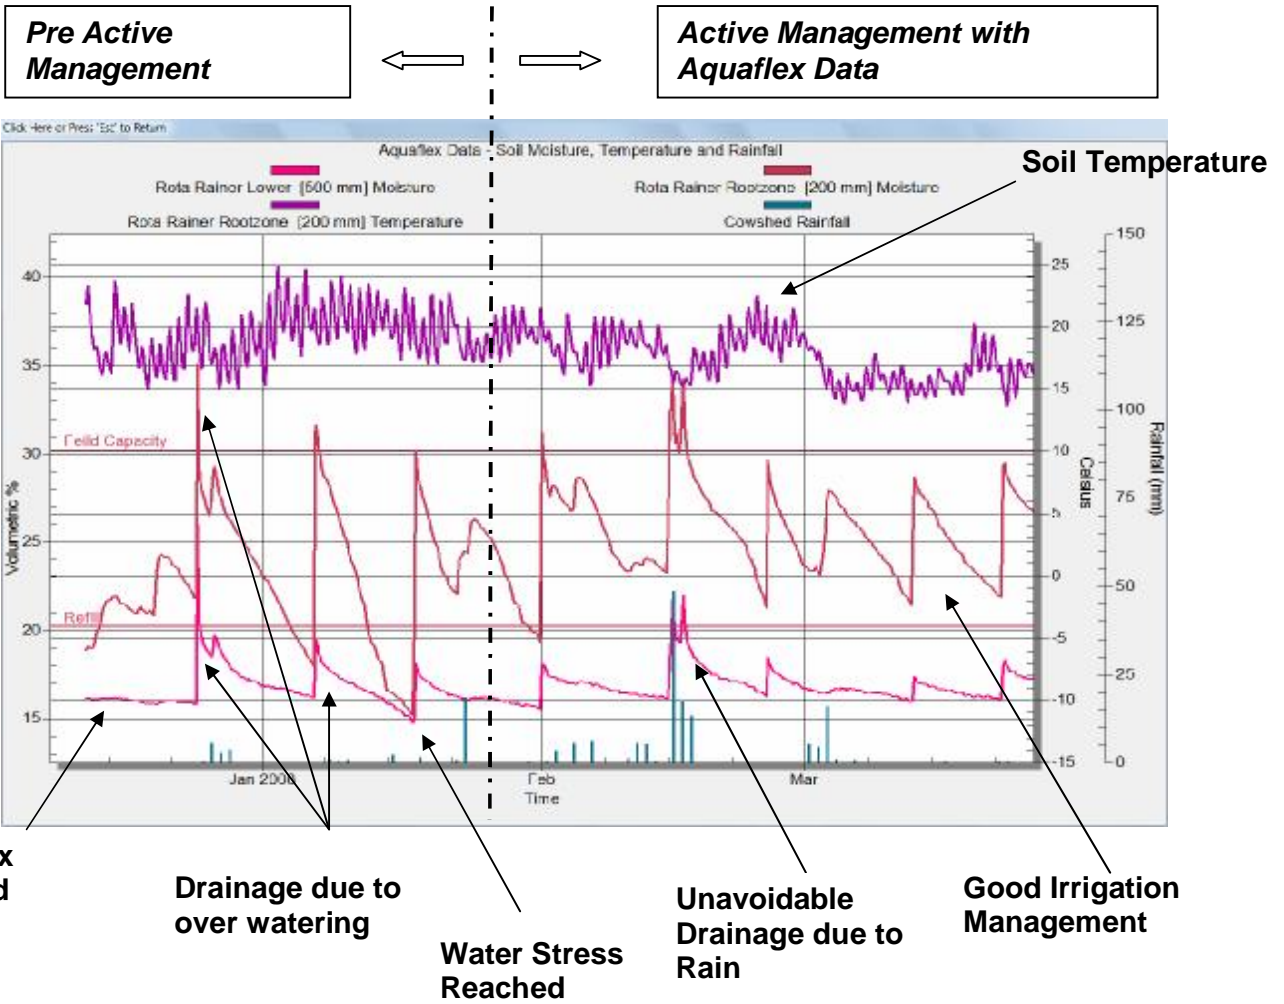 Pre Active
Management
Active Management with
Aquaflex Data
Click Here or Press 'Esc' to Return
Aquaflex Data - Soil Moisture, Temperature and Rainfall
Soil Temperature
Rota Rainer Lower [500 mm] Moisture
Rota Rainer Rootzone [200 mm] Moisture
Rota Rainer Rootzone [200 mm] Temperature
Cowshed Rainfall
40
35
30
25
20
15
Volumetric %
Feild Capacity
Refill
25
20
15
10
5
0
-5
-10
-15
Celsius
150
125
100
75
50
25
0
Rainfall (mm)
Jan 2008
Feb
Mar
Time
x
d
Drainage due to
over watering
Water Stress
Reached
Unavoidable
Drainage due to
Rain
Good Irrigation
Management